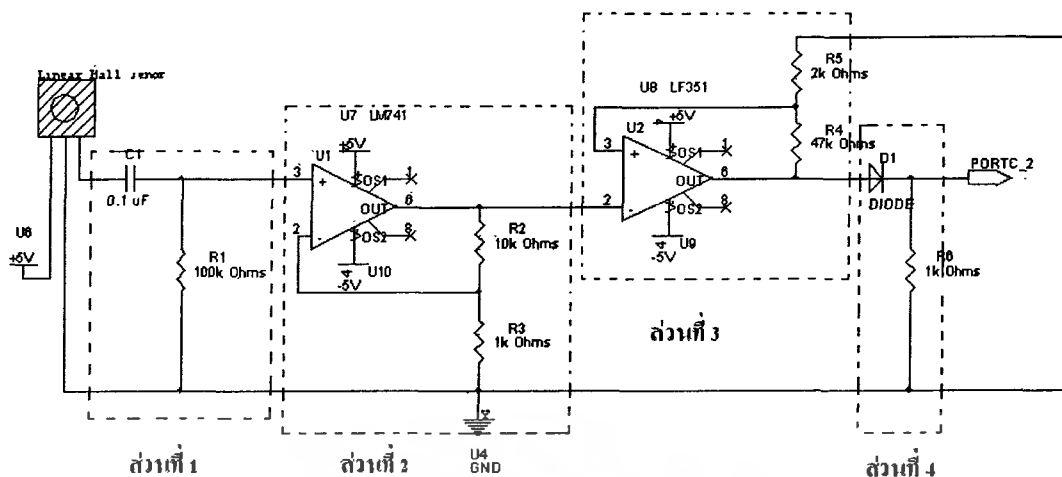 Linear Hall senor
C1
0.1 uF
U6
+5V
R1
100k Ohms
ส่วนที่ 1
U7 LM741
U1
+5V
3
+
2
-
OS1
1
OUT
6
OS2
8
4
-5V
U10
R2
10k Ohms
R3
1k Ohms
U4
GND
ส่วนที่ 2
U8 LF351
U2
+5V
3
+
2
-
OS1
1
OUT
6
OS2
8
4
-5V
U9
R5
2k Ohms
R4
47k Ohms
ส่วนที่ 3
D1
DIODE
PORTC_2
R6
1k Ohms
ส่วนที่ 4